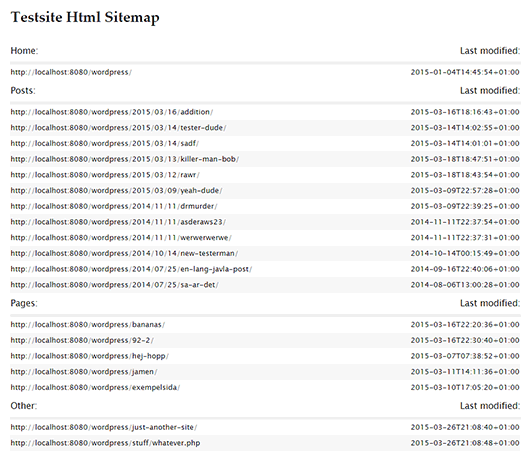 Testsite Html Sitemap
Home: Last modified:
http://localhost:8080/wordpress/ 2015-01-04T14:45:54+01:00
Posts: Last modified:
http://localhost:8080/wordpress/2015/03/16/addition/ 2015-03-16T18:16:43+01:00
http://localhost:8080/wordpress/2015/03/14/tester-dude/ 2015-03-14T14:02:55+01:00
http://localhost:8080/wordpress/2015/03/14/sadf/ 2015-03-14T14:01:01+01:00
http://localhost:8080/wordpress/2015/03/13/killer-man-bob/ 2015-03-18T18:47:51+01:00
http://localhost:8080/wordpress/2015/03/12/rawr/ 2015-03-18T18:43:54+01:00
http://localhost:8080/wordpress/2015/03/09/yeah-dude/ 2015-03-09T22:57:28+01:00
http://localhost:8080/wordpress/2014/11/11/drmurder/ 2015-03-09T22:39:25+01:00
http://localhost:8080/wordpress/2014/11/11/asderaws23/ 2014-11-11T22:37:54+01:00
http://localhost:8080/wordpress/2014/11/11/werwerwerwe/ 2014-11-11T22:37:31+01:00
http://localhost:8080/wordpress/2014/10/14/new-testerman/ 2014-10-14T00:15:49+01:00
http://localhost:8080/wordpress/2014/07/25/en-lang-javla-post/ 2014-09-16T22:40:06+01:00
http://localhost:8080/wordpress/2014/07/25/sa-ar-det/ 2014-08-06T13:00:28+01:00
Pages: Last modified:
http://localhost:8080/wordpress/bananas/ 2015-03-16T22:20:36+01:00
http://localhost:8080/wordpress/92-2/ 2015-03-16T22:30:40+01:00
http://localhost:8080/wordpress/hej-hopp/ 2015-03-07T07:38:52+01:00
http://localhost:8080/wordpress/jamen/ 2015-03-11T14:11:36+01:00
http://localhost:8080/wordpress/exempelsida/ 2015-03-10T17:05:20+01:00
Other: Last modified:
http://localhost:8080/wordpress/just-another-site/ 2015-03-26T21:08:40+01:00
http://localhost:8080/wordpress/stuff/whatever.php 2015-03-26T21:08:48+01:00